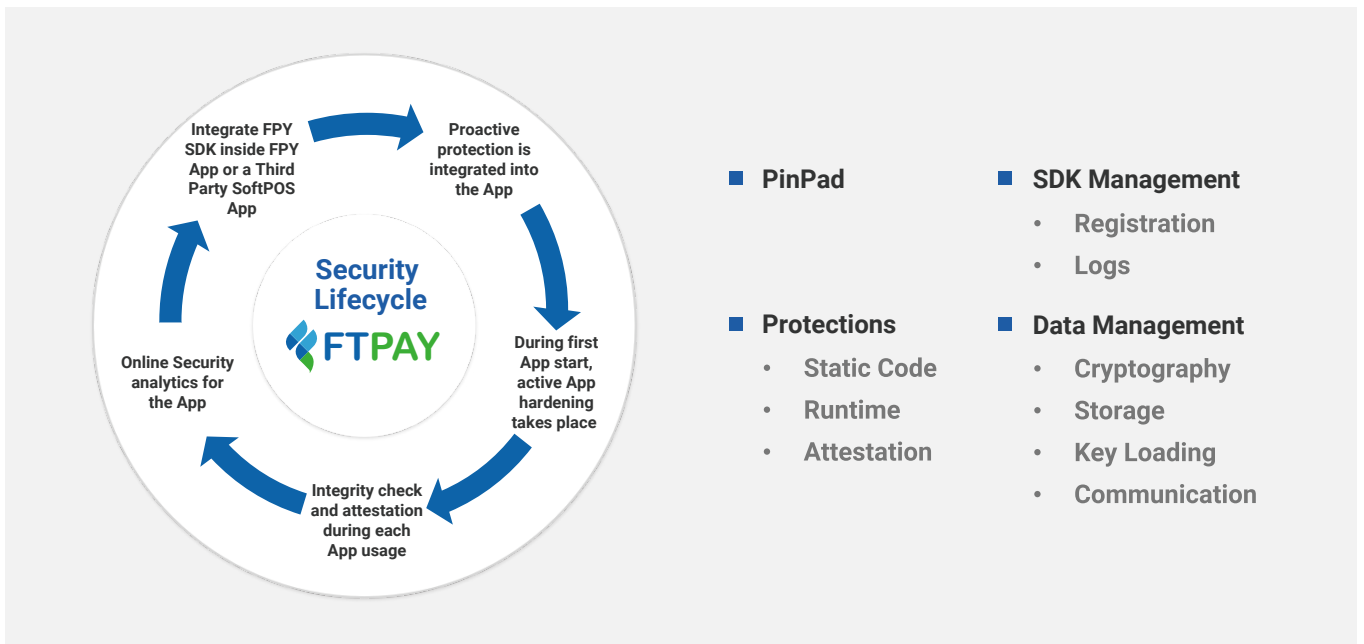 Integrate FPY
SDK inside FPY
App or a Third
Party SoftPOS
App
Proactive
protection is
integrated into
the App
During first
App start,
active App
hardening
takes place
Integrity check
and attestation
during each
App usage
Online Security
analytics for
the App
Security
Lifecycle
FTPAY
■ PinPad
■ Protections
• Static Code
• Runtime
• Attestation
■ SDK Management
• Registration
• Logs
■ Data Management
• Cryptography
• Storage
• Key Loading
• Communication